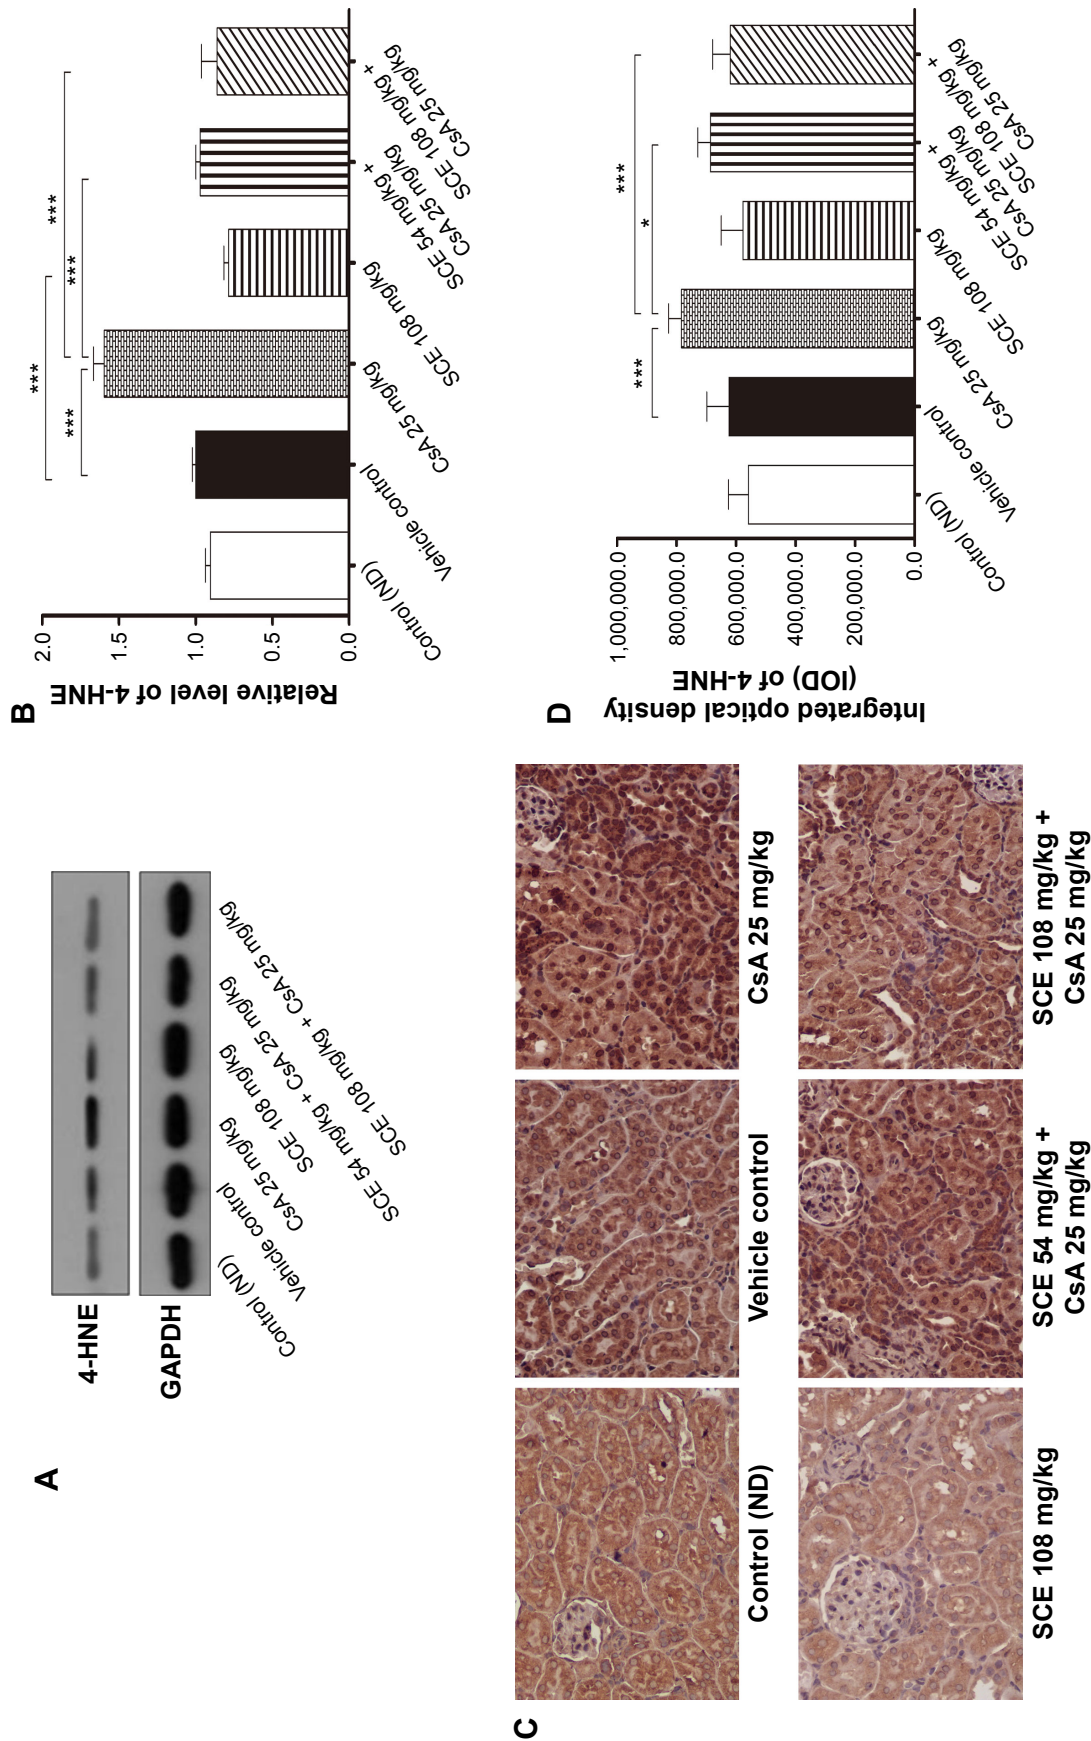 A
4-HNE
GAPDH
Control (ND)
Vehicle control
CsA 25 mg/kg
SCE 108 mg/kg
SCE 54 mg/kg + CsA 25 mg/kg
SCE 108 mg/kg + CsA 25 mg/kg
B
Relative level of 4-HNE
2.0
1.5
1.0
0.5
0.0
***
***
***
***
Control (ND)
Vehicle control
CsA 25 mg/kg
SCE 108 mg/kg
SCE 54 mg/kg +
CsA 25 mg/kg
SCE 108 mg/kg +
CsA 25 mg/kg
C
Control (ND)
Vehicle control
CsA 25 mg/kg
SCE 108 mg/kg
SCE 54 mg/kg +
CsA 25 mg/kg
SCE 108 mg/kg +
CsA 25 mg/kg
D
Integrated optical density
(IOD) of 4-HNE
1,000,000.0
800,000.0
600,000.0
400,000.0
200,000.0
0.0
***
*
***
Control (ND)
Vehicle control
CsA 25 mg/kg
SCE 108 mg/kg
SCE 54 mg/kg +
CsA 25 mg/kg
SCE 108 mg/kg +
CsA 25 mg/kg